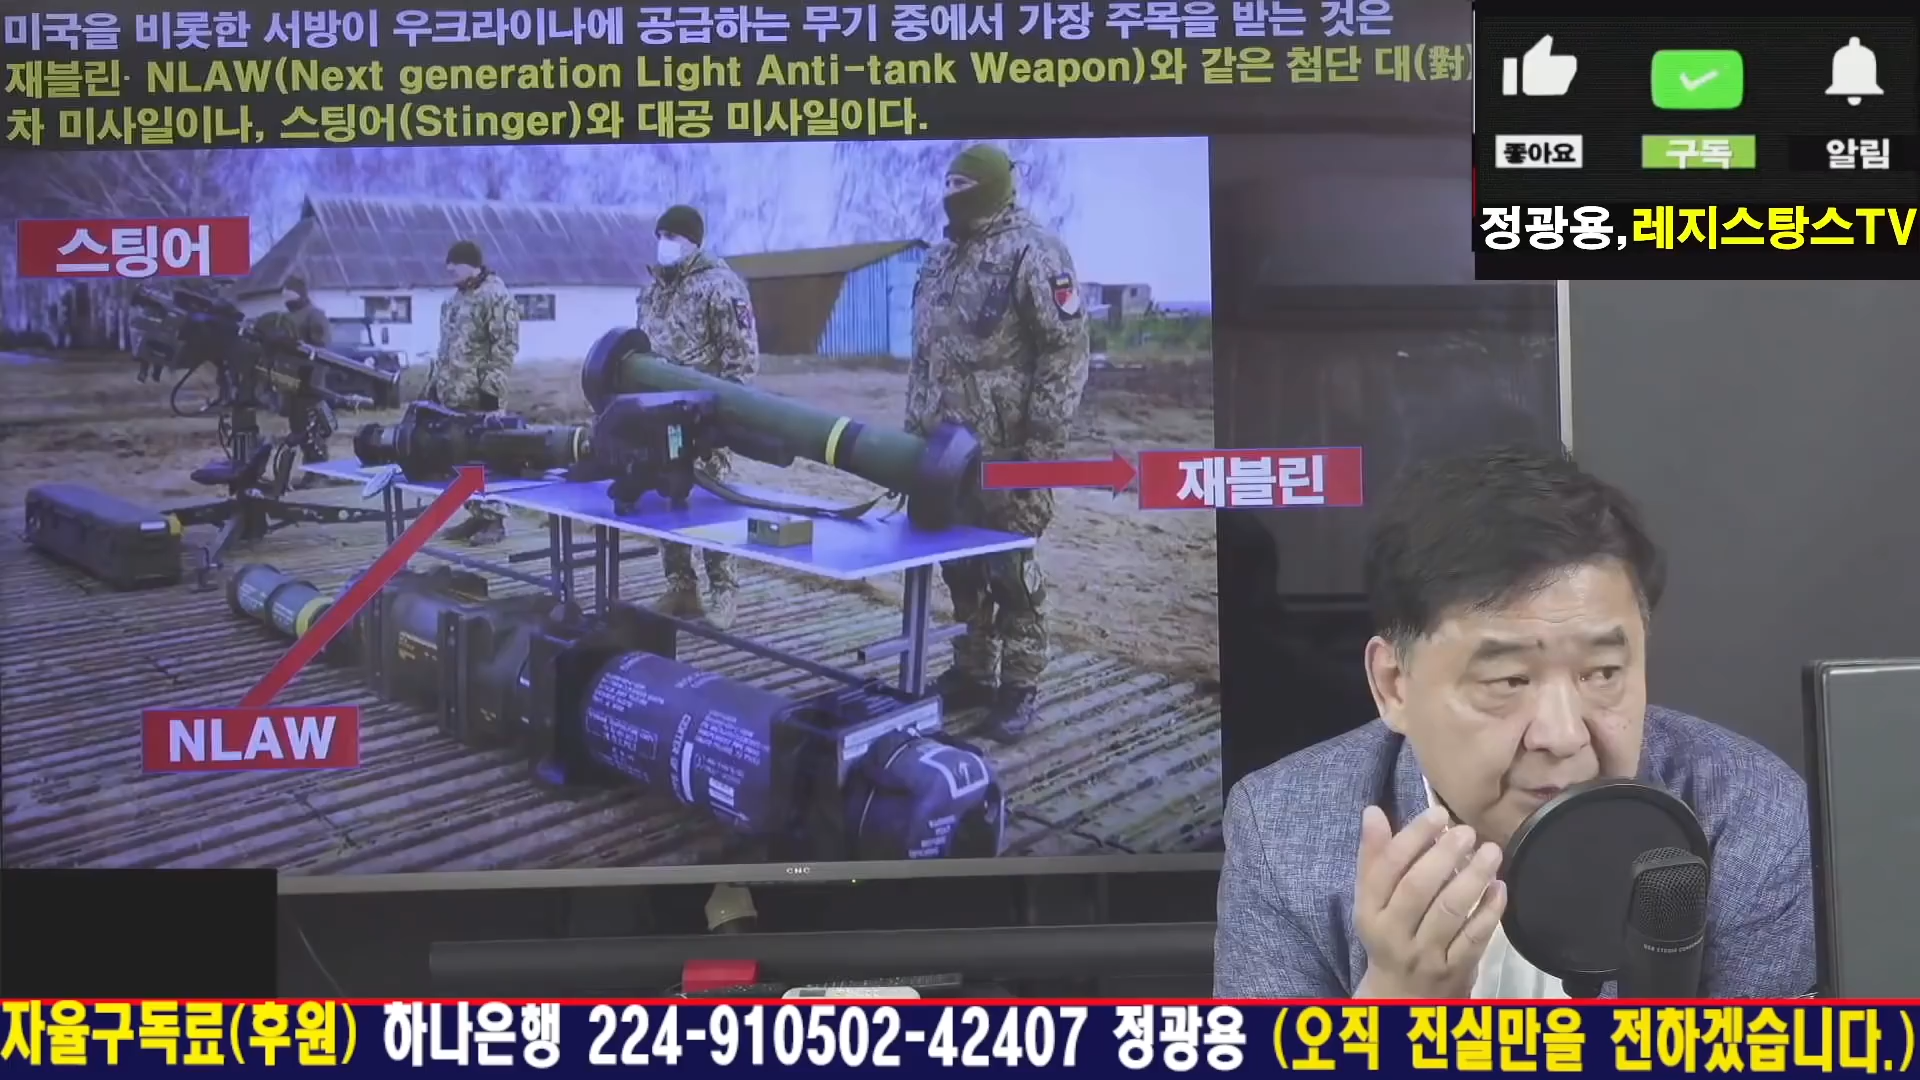 미국을 비롯한 서방이 우크라이나에 공급하는 무기 중에서 가장 주목을 받는 것은
재블린· NLAW(Next generation Light Anti-tank Weapon)와 같은 첨단 대(對)
차 미사일이나, 스팅어(Stinger)와 대공 미사일이다.
좋아요
구독
알림
정광용,레지스탕스TV
스팅어
재블린
NLAW
CNC
자율구독료(후원) 하나은행 224-910502-42407 정광용 (오직 진실만을 전하겠습니다.)